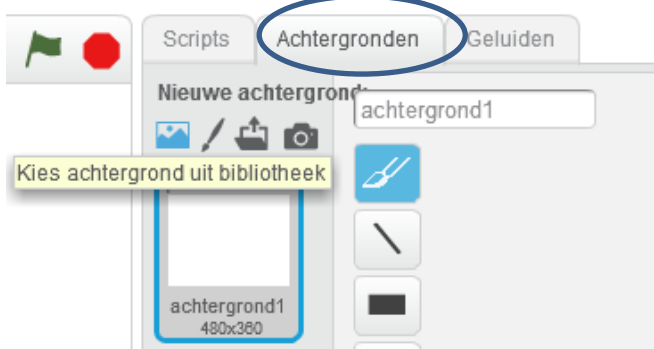 Scripts Achtergronden Geluiden
Nieuwe achtergrond:
achtergrond1
Kies achtergrond uit bibliotheek
achtergrond1
480x360